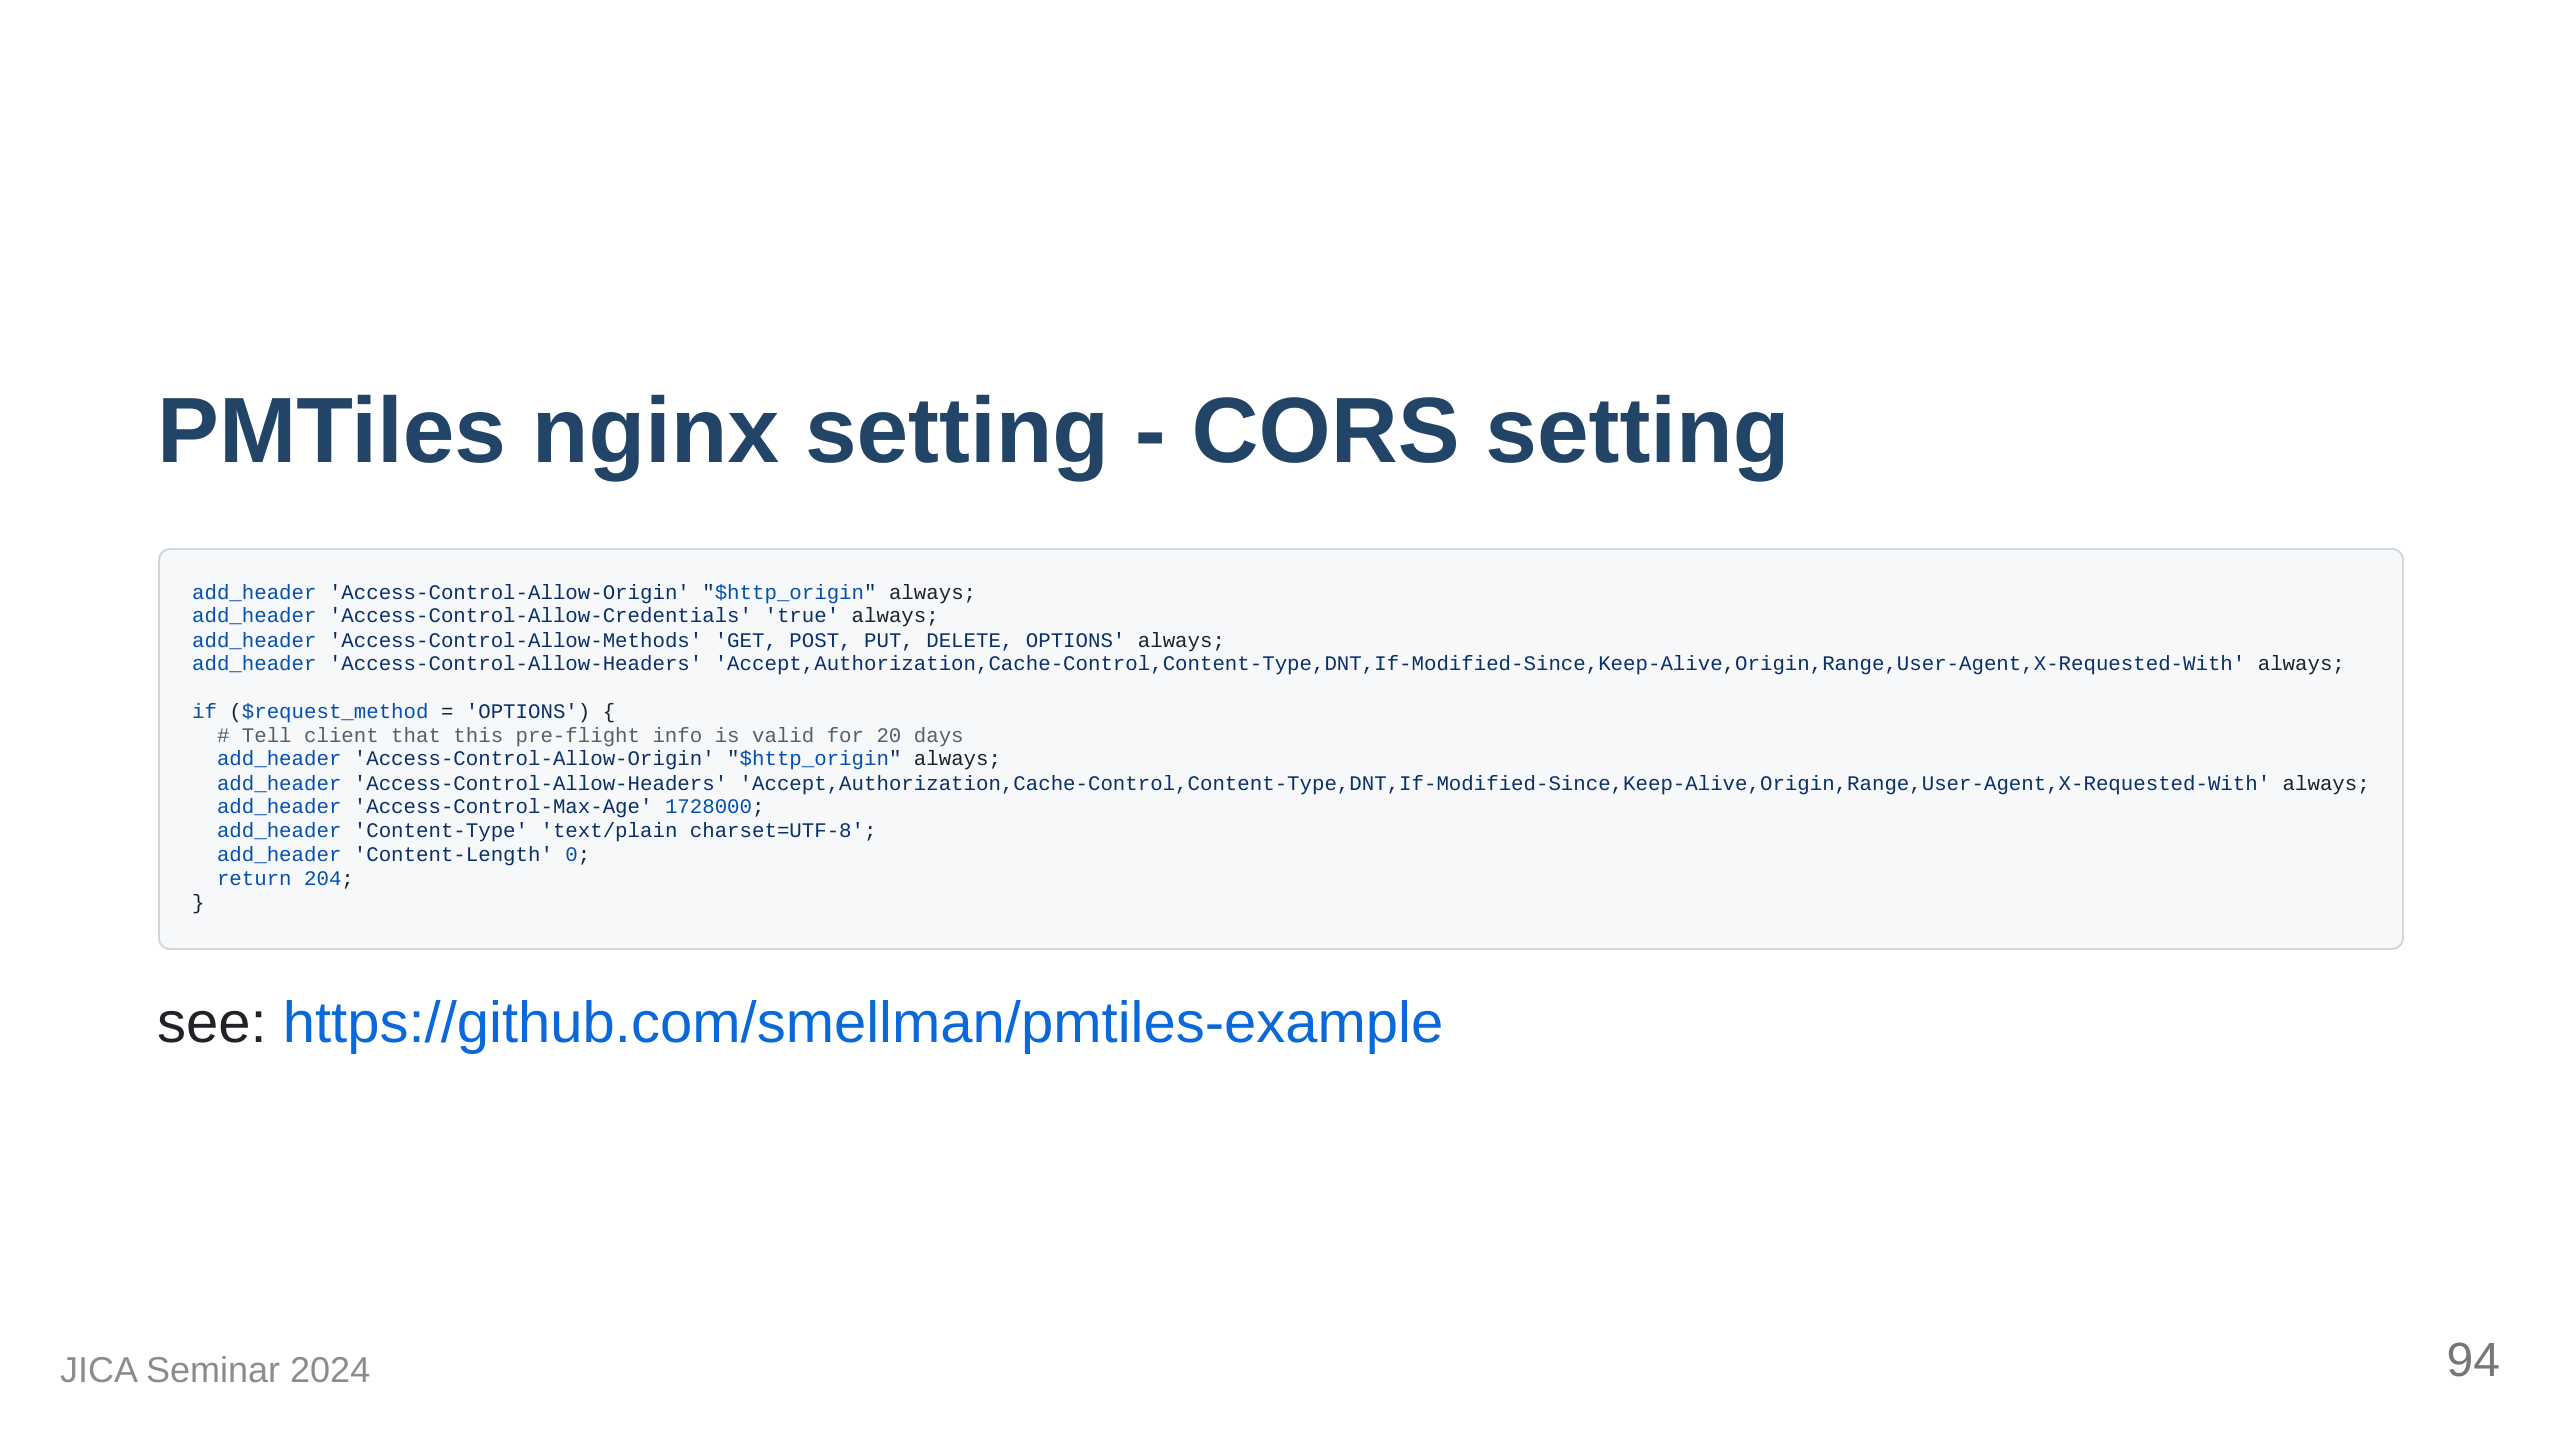 PMTiles nginx setting - CORS setting
add_header 'Access-Control-Allow-Origin' "$http_origin" always;
add_header 'Access-Control-Allow-Credentials' 'true' always;
add_header 'Access-Control-Allow-Methods' 'GET, POST, PUT, DELETE, OPTIONS' always;
add_header 'Access-Control-Allow-Headers' 'Accept,Authorization,Cache-Control,Content-Type,DNT,If-Modified-Since,Keep-Alive,Origin,Range,User-Agent,X-Requested-With' always;
if ($request_method = 'OPTIONS') {
  # Tell client that this pre-flight info is valid for 20 days
  add_header 'Access-Control-Allow-Origin' "$http_origin" always;
  add_header 'Access-Control-Allow-Headers' 'Accept,Authorization,Cache-Control,Content-Type,DNT,If-Modified-Since,Keep-Alive,Origin,Range,User-Agent,X-Requested-With' always;
  add_header 'Access-Control-Max-Age' 1728000;
  add_header 'Content-Type' 'text/plain charset=UTF-8';
  add_header 'Content-Length' 0;
  return 204;
}
see: https://github.com/smellman/pmtiles-example
JICA Seminar 2024
94